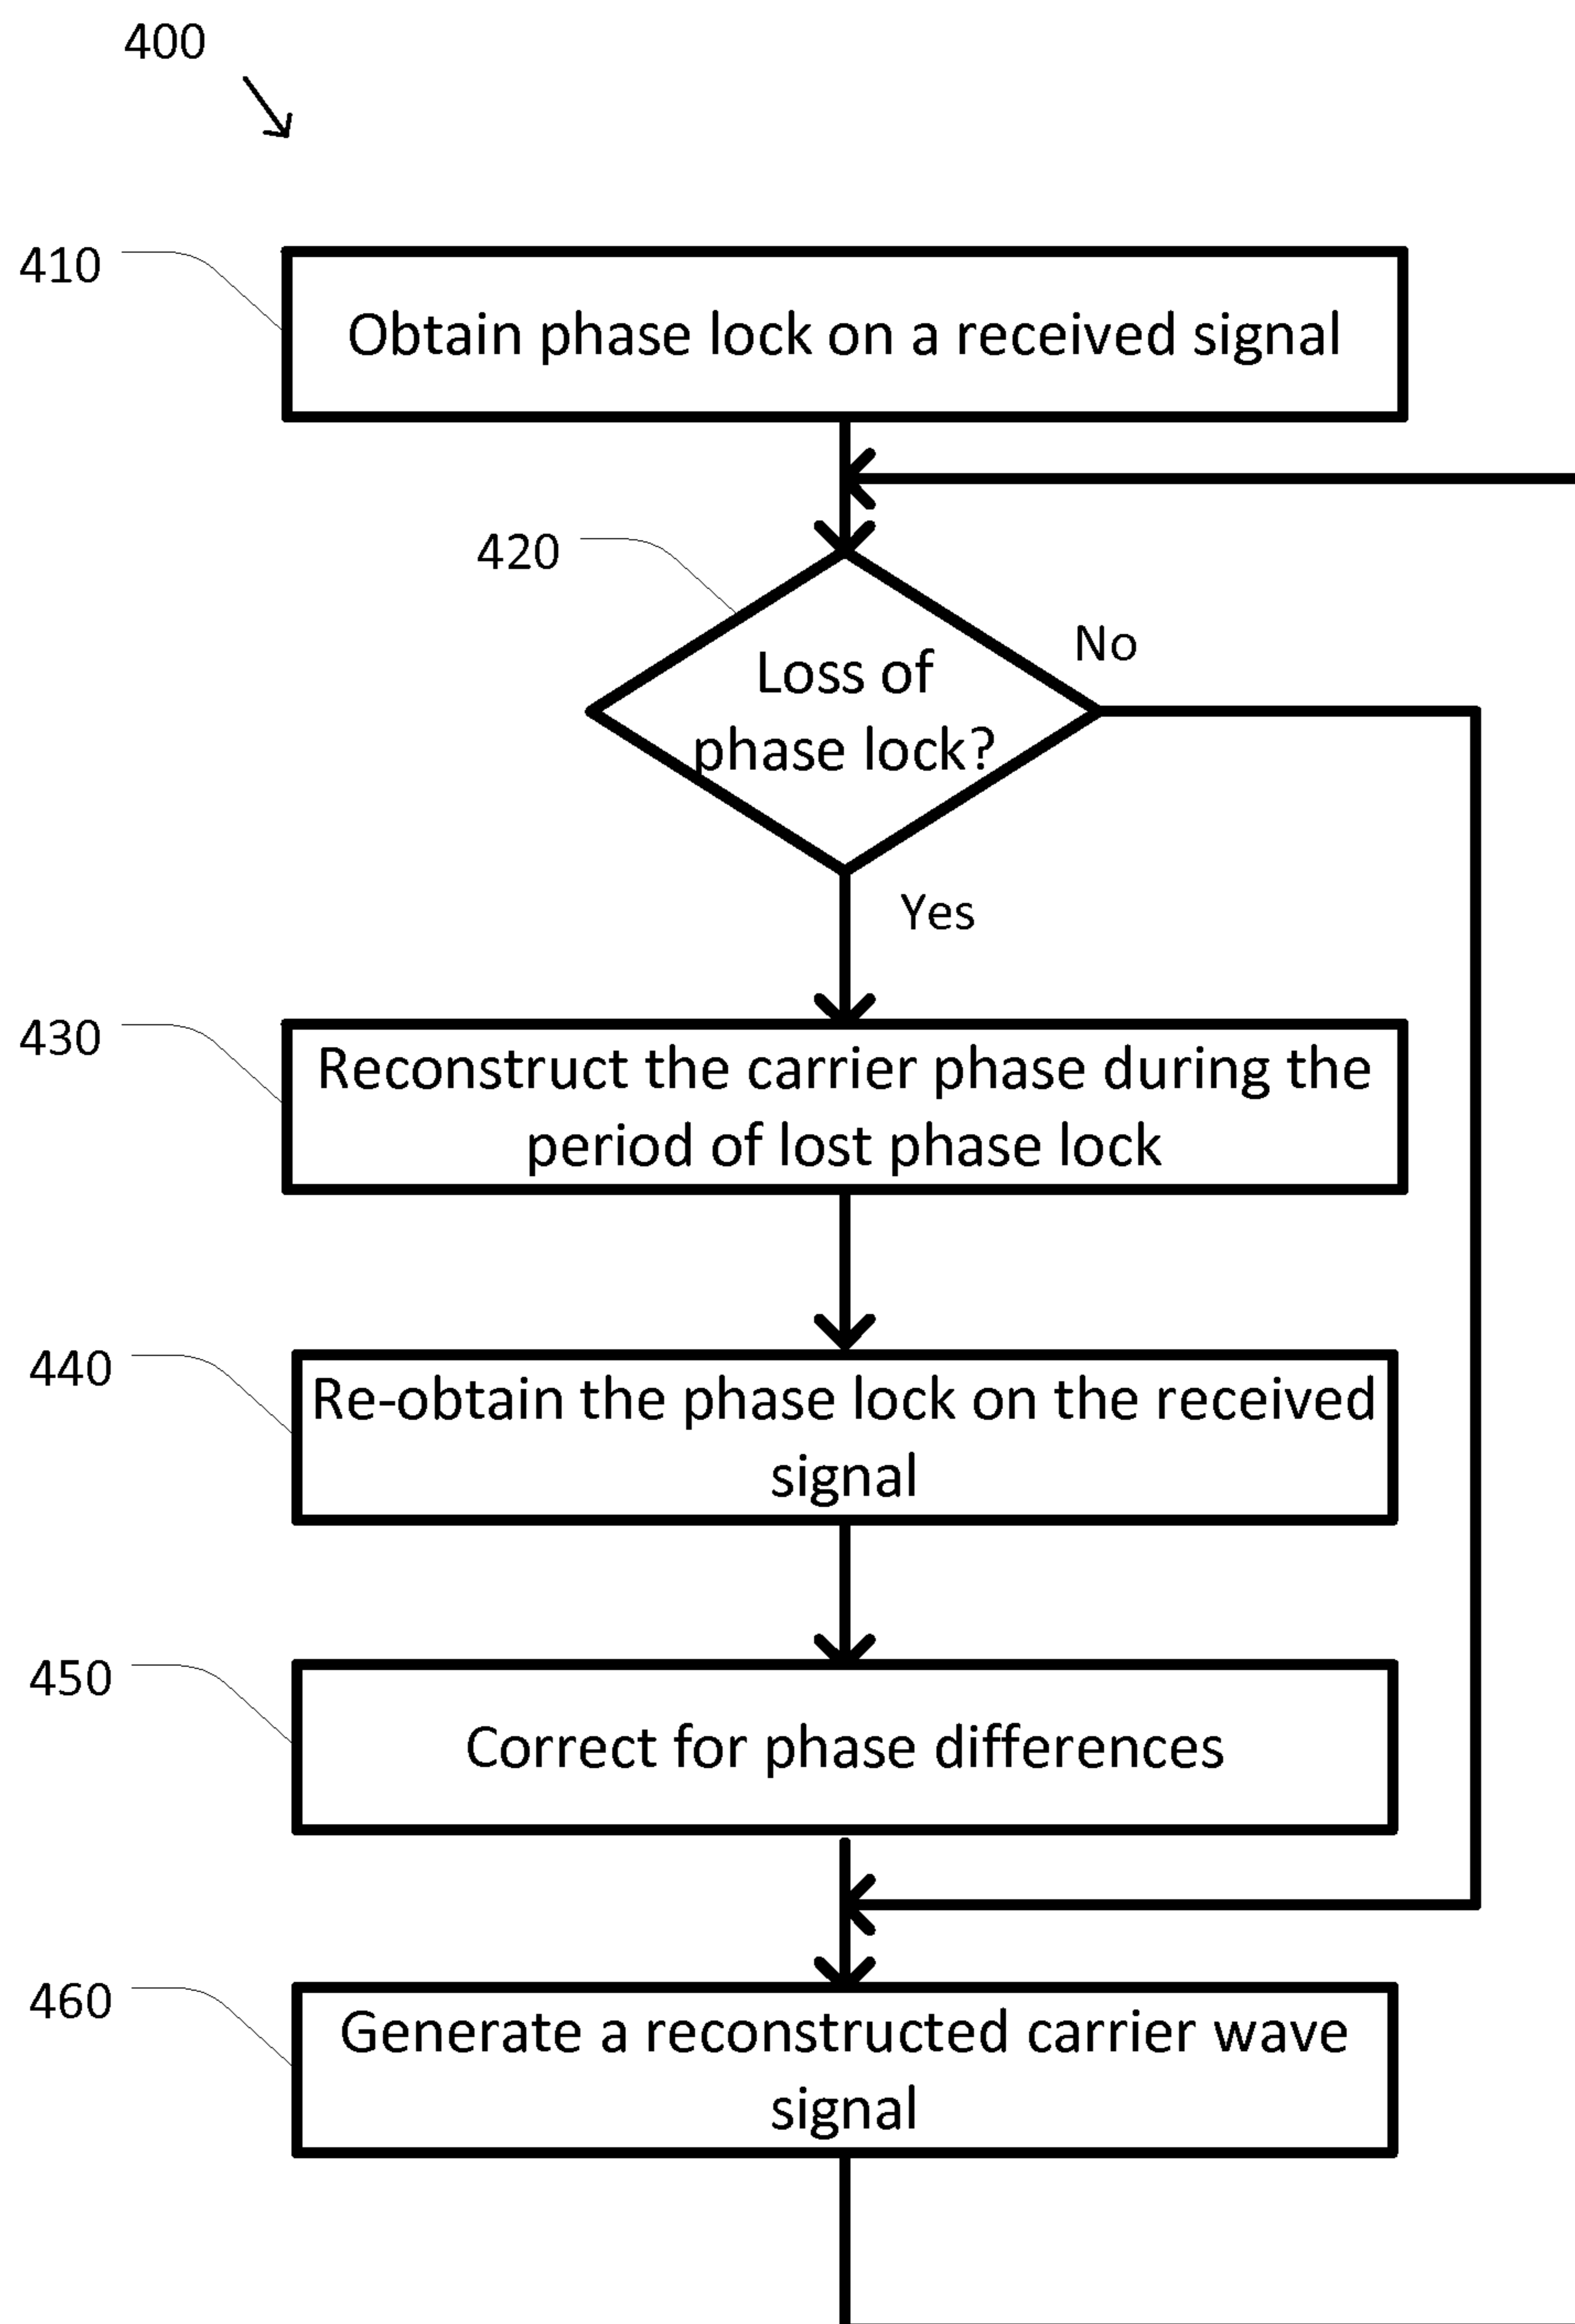 400
410
Obtain phase lock on a received signal
420
No
Loss of
phase lock?
Yes
430
Reconstruct the carrier phase during the
period of lost phase lock
440
Re-obtain the phase lock on the received
signal
450
Correct for phase differences
460
Generate a reconstructed carrier wave
signal